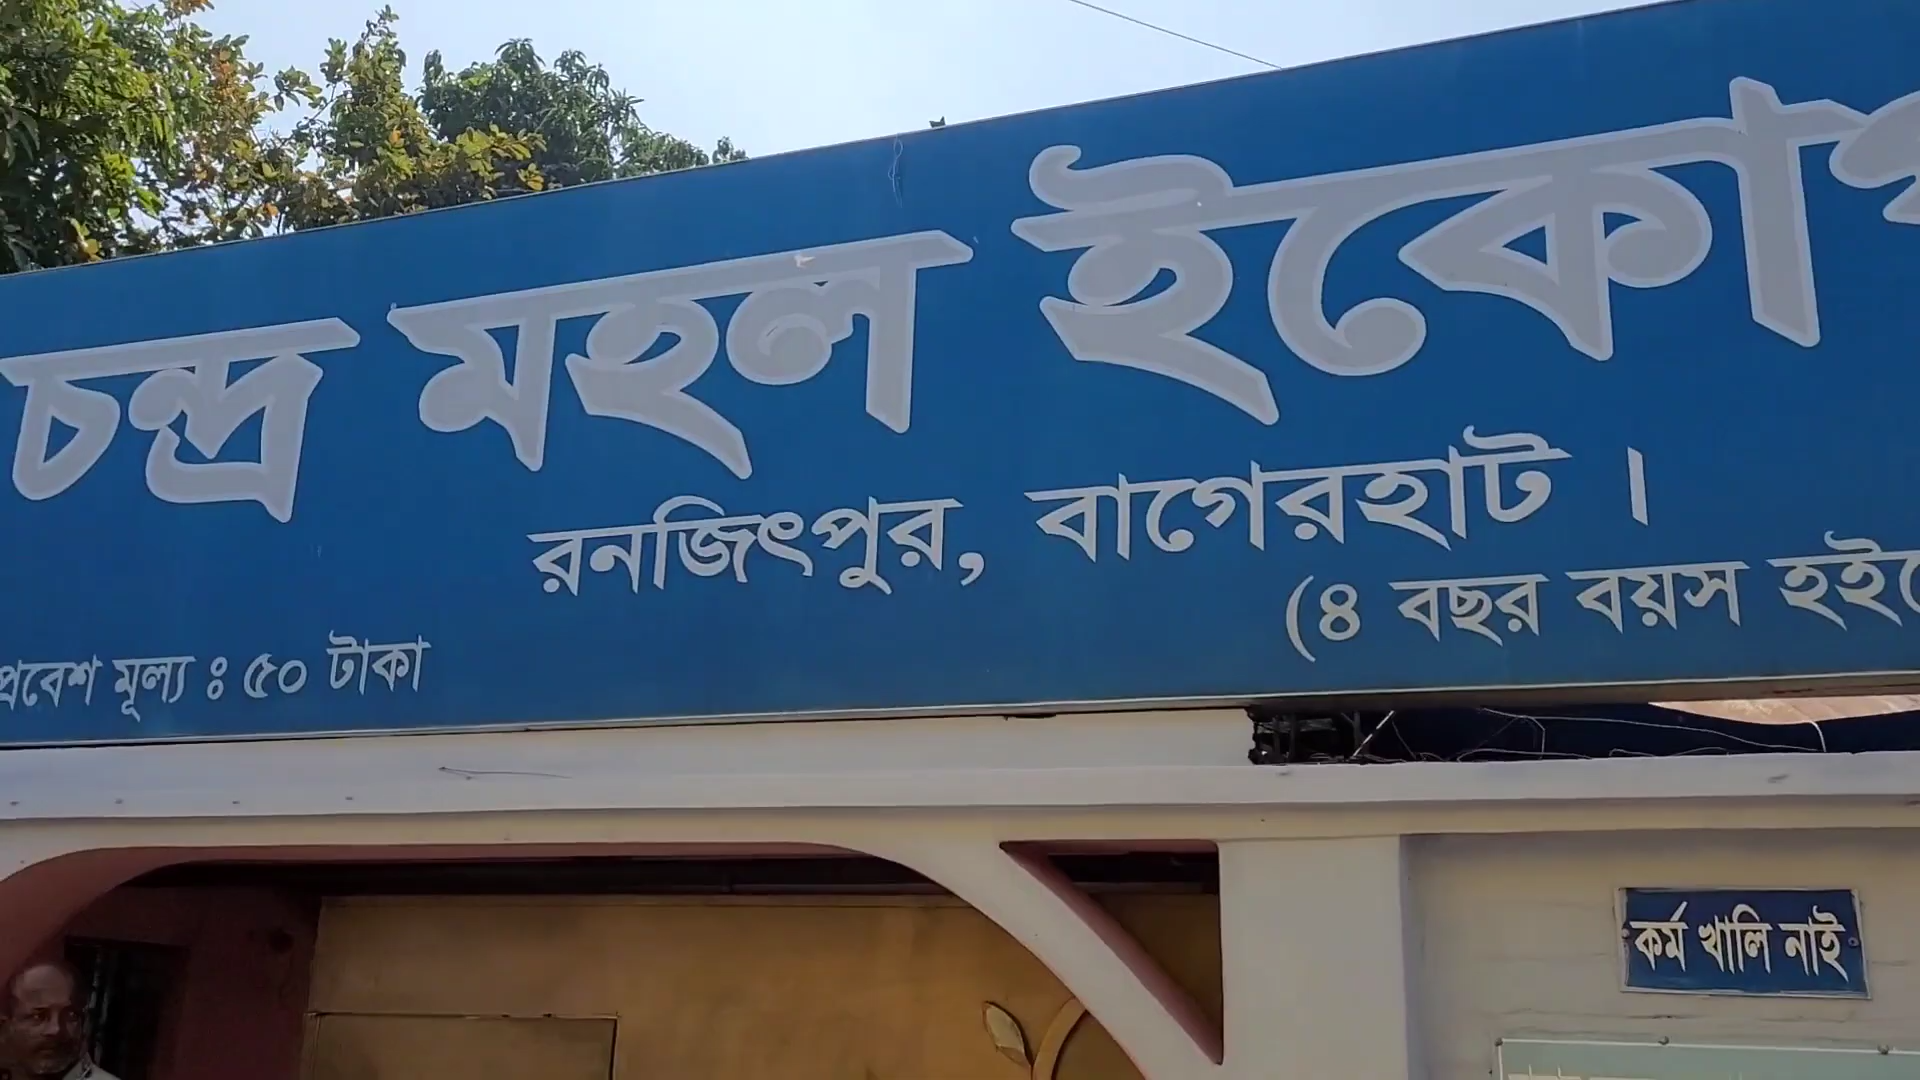 চন্দ্র মহল ইকো
রনজিৎপুর, বাগেরহাট ।
(৪ বছর বয়স
প্রবেশ মূল্য ঃ ৫০ টাকা
কর্ম খালি নাই